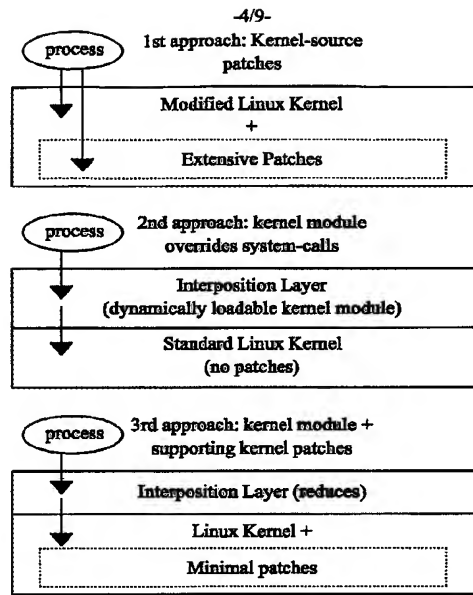 -4/9-
process
1st approach: Kernel-source
patches
Modified Linux Kernel
+
Extensive Patches
process
2nd approach: kernel module
overrides system-calls
Interposition Layer
(dynamically loadable kernel module)
Standard Linux Kernel
(no patches)
process
3rd approach: kernel module +
supporting kernel patches
Interposition Layer (reduces)
Linux Kernel +
Minimal patches